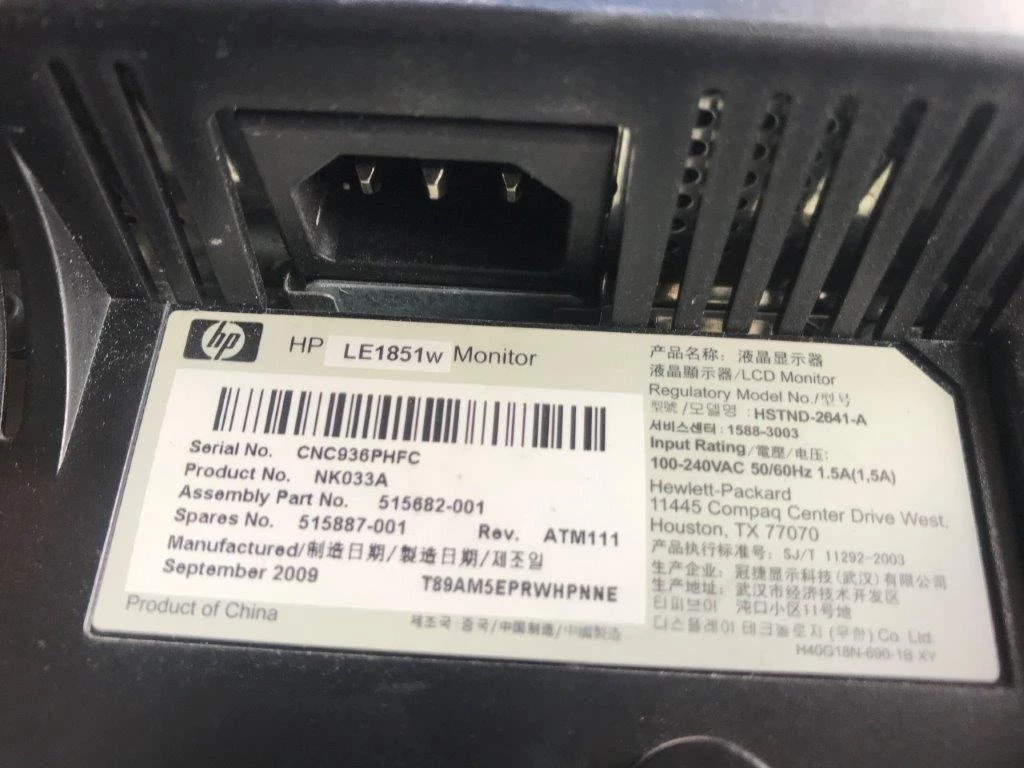 hp
HP LE1851w Monitor
Serial No. CNC936PHFC
Product No. NK033A
Assembly Part No. 515682-001
Spares No. 515887-001 Rev. ATM111
Manufactured/制造日期/製造日期/제조일
September 2009 T89AM5EPRWHPNNE
Product of China
제조국 중국/中国制造/中國製造
产品名称: 液晶显示器
液晶顯示器/LCD Monitor
Regulatory Model No./型号
型號/모델명:HSTND-2641-A
서비스센터: 1588-3003
Input Rating/電壓/电压:
100-240VAC 50/60Hz 1.5A(1,5A)
Hewlett-Packard
11445 Compaq Center Drive West,
Houston, TX 77070
产品执行标准号: SJ/T 11292-2003
生产企业: 冠捷显示科技(武汉)有限公司
生产地址: 武汉市经济技术开发区
티피브이 沌口小区11号地
디스플레이 테크놀로지 (우한) Co Ltd.
H40G18N-690-1B XY